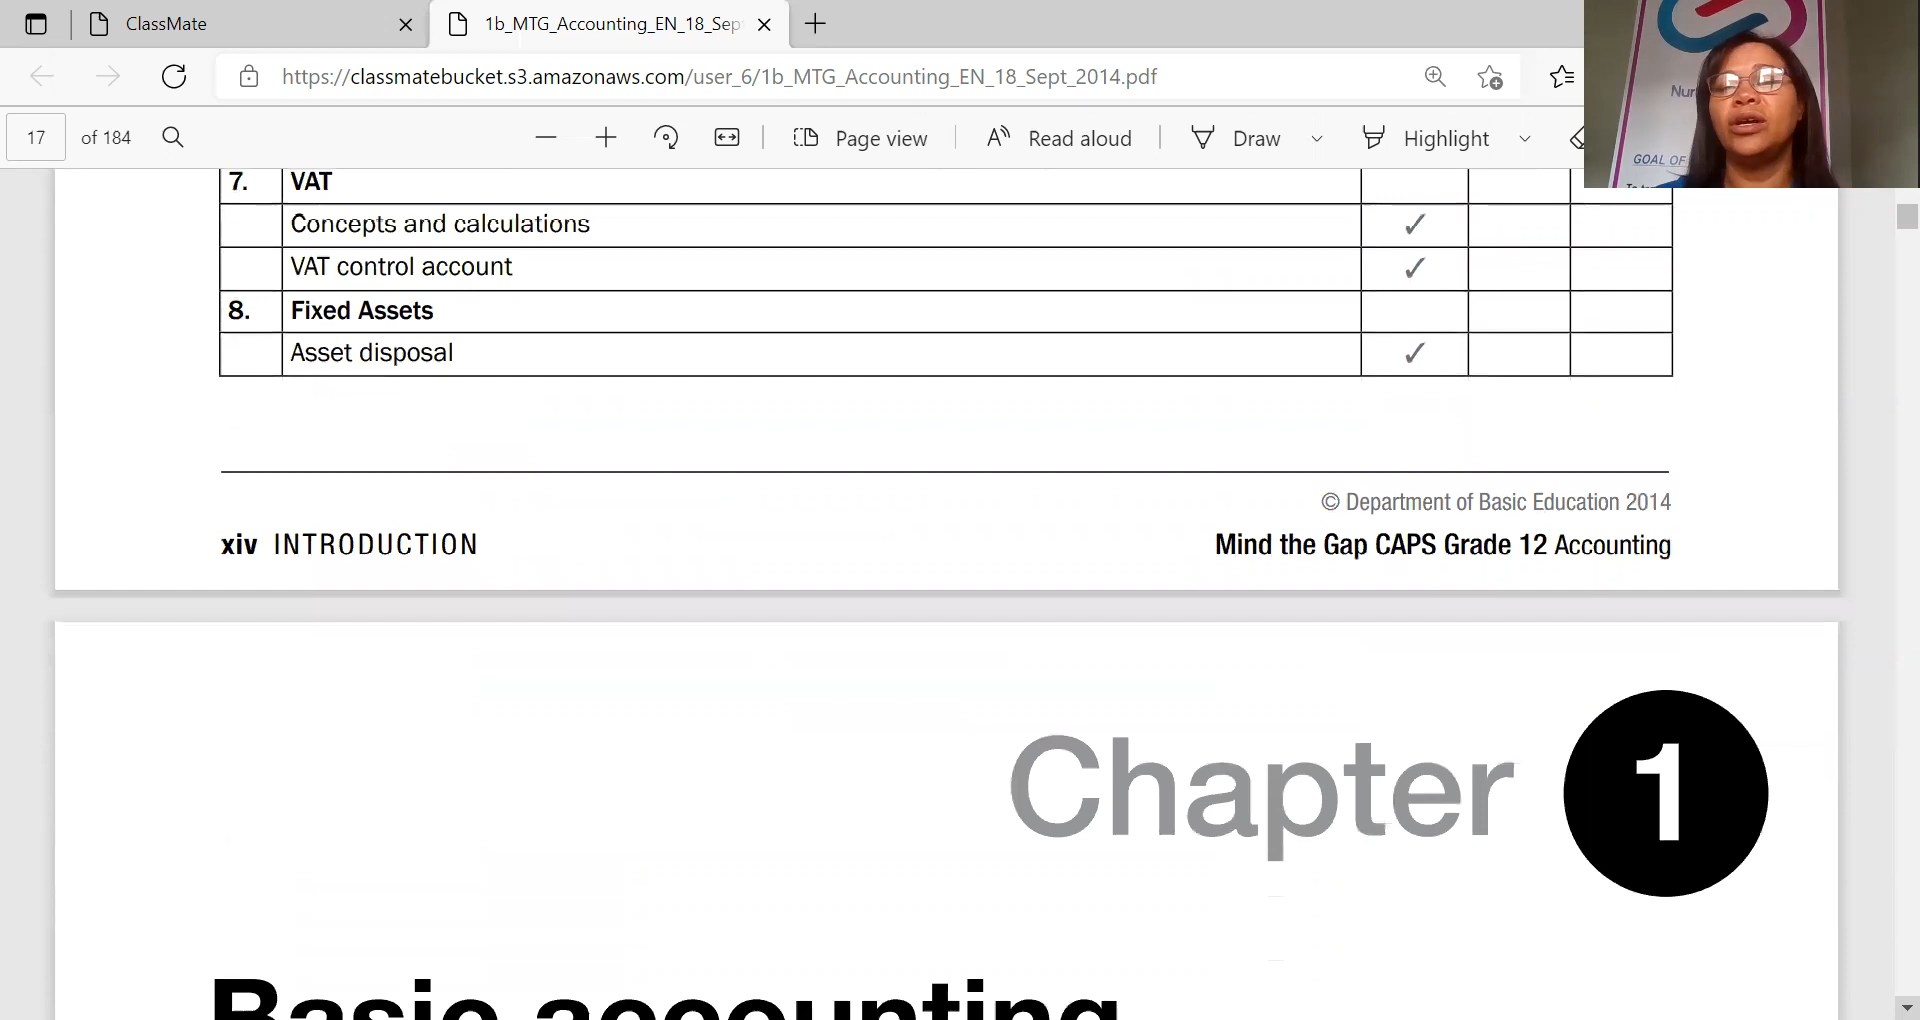 ClassMate
1b_MTG_Accounting_EN_18_Sep
https://classmatebucket.s3.amazonaws.com/user_6/1b_MTG_Accounting_EN_18_Sept_2014.pdf
17 of 184
Page view
Read aloud
Draw
Highlight
GOAL OF
7. VAT
Concepts and calculations ✓
VAT control account ✓
8. Fixed Assets
Asset disposal ✓
© Department of Basic Education 2014
xiv INTRODUCTION
Mind the Gap CAPS Grade 12 Accounting
Chapter 1
Basic accounting